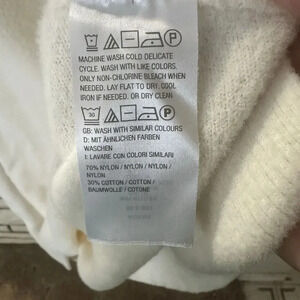 MACHINE WASH COLD DELICATE
CYCLE. WASH WITH LIKE COLORS.
ONLY NON-CHLORINE BLEACH WHEN
NEEDED. LAY FLAT TO DRY. COOL
IRON IF NEEDED. OR DRY CLEAN
30
GB: WASH WITH SIMILAR COLOURS
D: MIT ÄHNLICHEN FARBEN
WASCHEN
I: LAVARE CON COLORI SIMILARI
70% NYLON / NYLON / NYLON /
NYLON
30% COTTON / COTTON /
BAUMWOLLE / COTONE